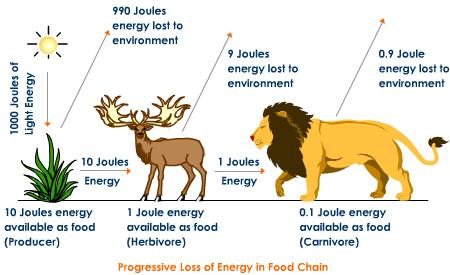 990 Joules
energy lost to
environment
9 Joules
energy lost to
environment
0.9 Joule
energy lost to
environment
1000 Joules of
Light Energy
10 Joules
Energy
1 Joules
Energy
10 Joules energy
available as food
(Producer)
1 Joule energy
available as food
(Herbivore)
0.1 Joule energy
available as food
(Carnivore)
Progressive Loss of Energy in Food Chain